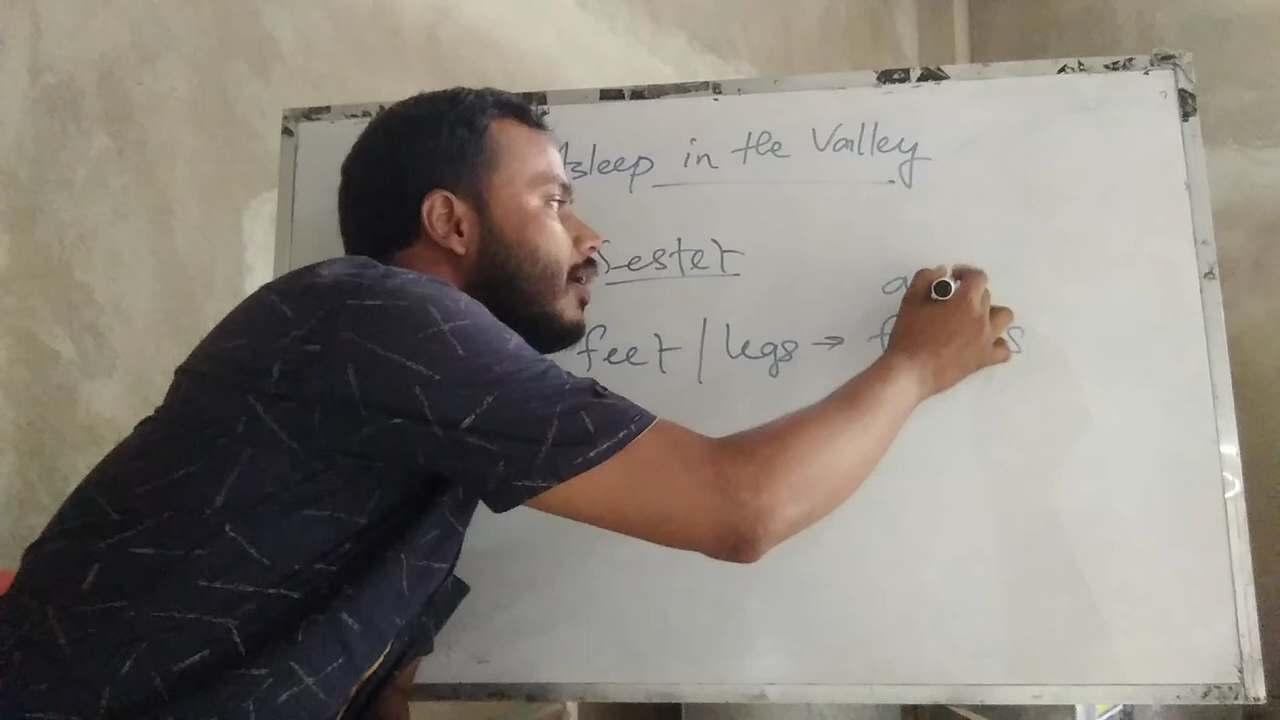 Asleep in the Valley
Sestet
feet / legs →